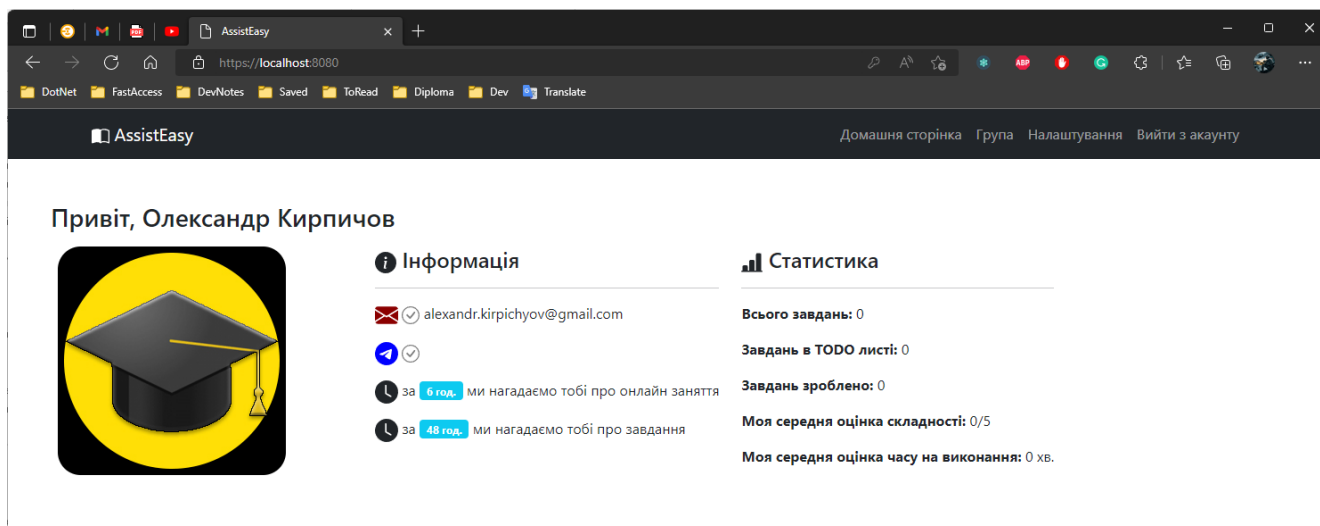 AssistEasy
https://localhost:8080
DotNet FastAccess DevNotes Saved ToRead Diploma Dev Translate
AssistEasy Домашня сторінка Група Налаштування Вийти з акаунту
Привіт, Олександр Кирпичов
Інформація
alexandr.kirpichyov@gmail.com
за 6 год. ми нагадаємо тобі про онлайн заняття
за 48 год. ми нагадаємо тобі про завдання
Статистика
Всього завдань: 0
Завдань в TODO листі: 0
Завдань зроблено: 0
Моя середня оцінка складності: 0/5
Моя середня оцінка часу на виконання: 0 хв.